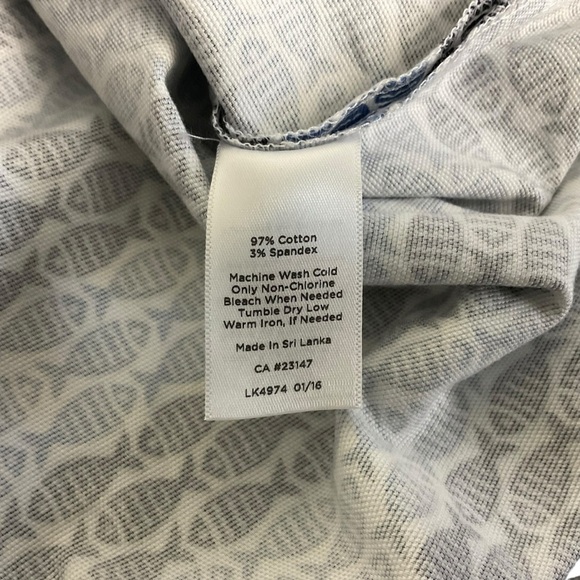 97% Cotton
3% Spandex
Machine Wash Cold
Only Non-Chlorine
Bleach When Needed
Tumble Dry Low
Warm Iron, If Needed
Made In Sri Lanka
CA #23147
LK4974 01/16